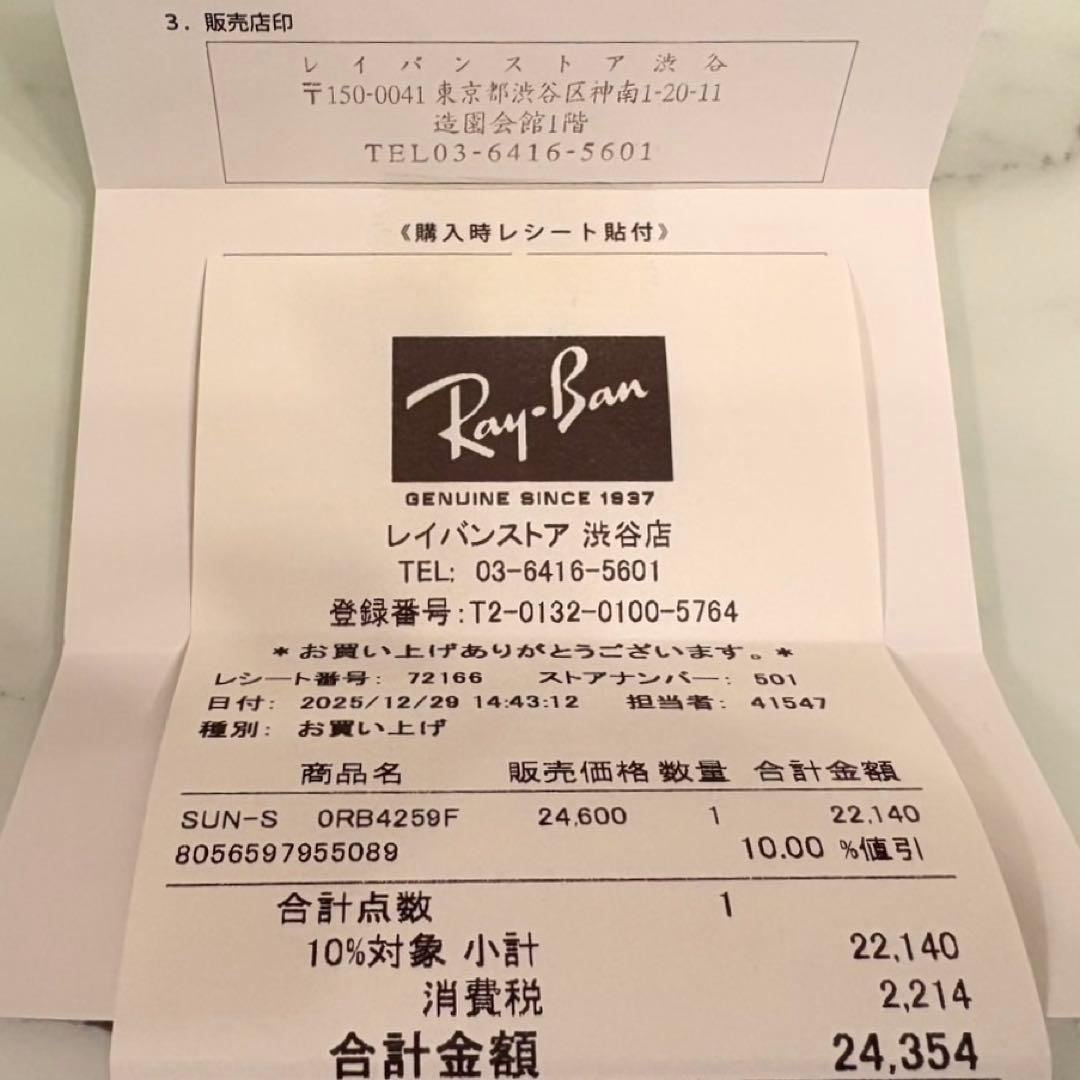 3. 販売店印
レイバンストア渋谷
〒150-0041 東京都渋谷区神南1-20-11
造園会館1階
TEL03-6416-5601
《購入時レシート貼付》
Ray-Ban
GENUINE SINCE 1937
レイバンストア 渋谷店
TEL: 03-6416-5601
登録番号:T2-0132-0100-5764
*お買い上げありがとうございます。*
レシート番号: 72166 ストアナンバー: 501
日付: 2025/12/29 14:43:12 担当者: 41547
種別: お買い上げ
商品名 販売価格 数量 合計金額
SUN-S 0RB4259F 24,600 1 22,140
8056597955089 10.00 %値引
合計点数 1
10%対象 小計 22,140
消費税 2,214
合計金額 24,354